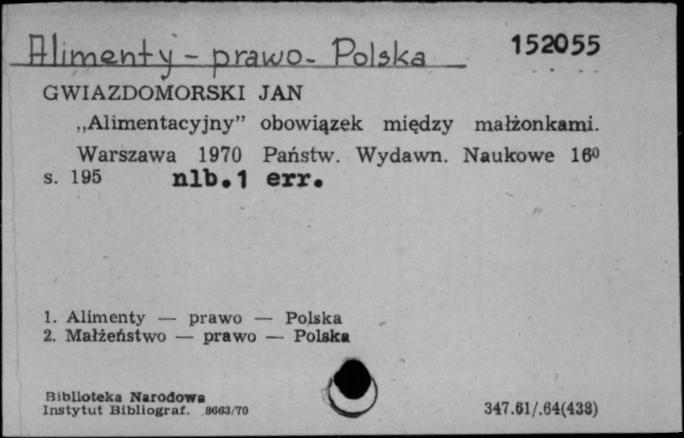 Alimenty - prawo - Polska 152055
GWIAZDOMORSKI JAN
„Alimentacyjny” obowiązek między małżonkami.
Warszawa 1970 Państw. Wydawn. Naukowe 16⁰
s. 195 nlb.1 err.
1. Alimenty — prawo — Polska
2. Małżeństwo — prawo — Polska
Biblioteka Narodowa
Instytut Bibliograf. 8663/70 347.61/.64(438)